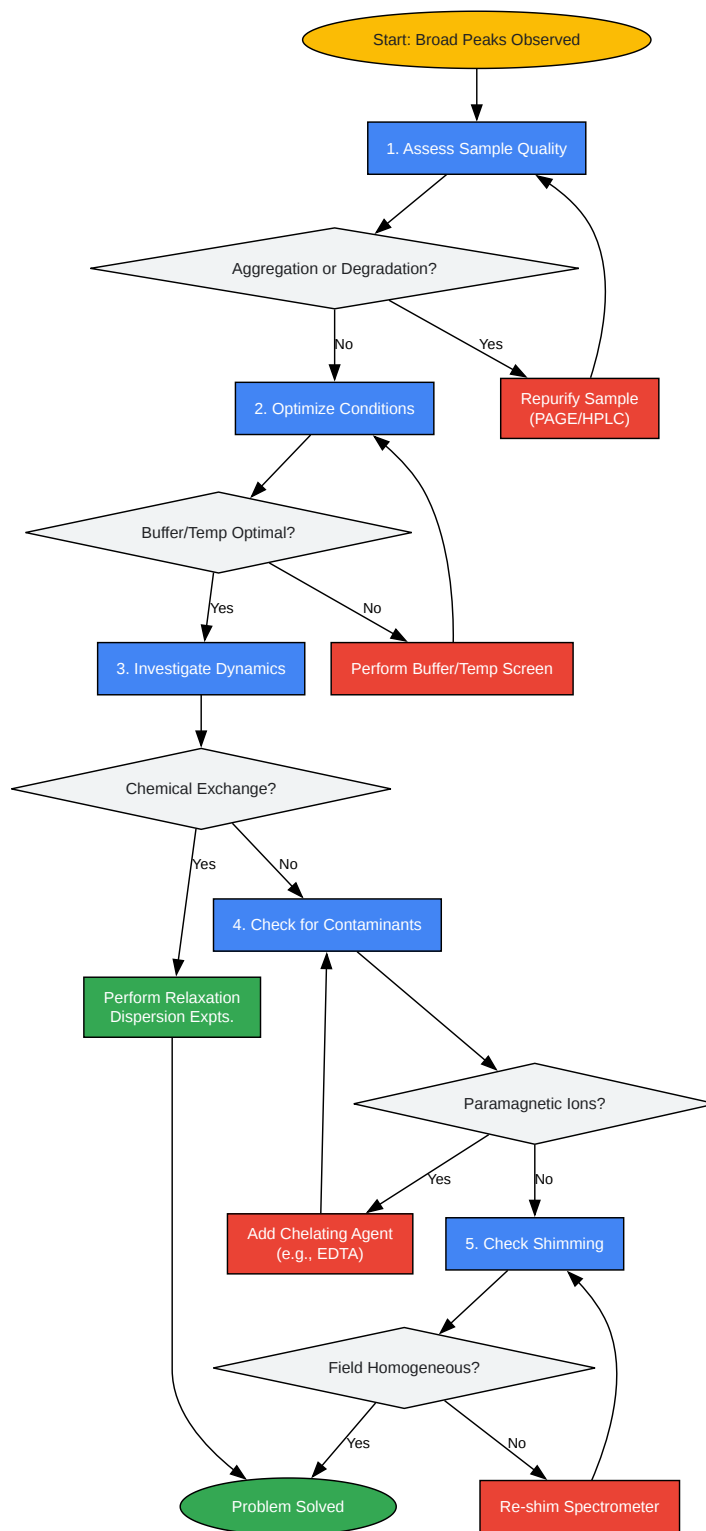 Start: Broad Peaks Observed
1. Assess Sample Quality
Aggregation or Degradation?
No
Yes
Repurify Sample
(PAGE/HPLC)
2. Optimize Conditions
Buffer/Temp Optimal?
Yes
No
3. Investigate Dynamics
Perform Buffer/Temp Screen
Chemical Exchange?
Yes
No
4. Check for Contaminants
Perform Relaxation
Dispersion Expts.
Paramagnetic Ions?
Yes
No
Add Chelating Agent
(e.g., EDTA)
5. Check Shimming
Field Homogeneous?
Yes
No
Problem Solved
Re-shim Spectrometer